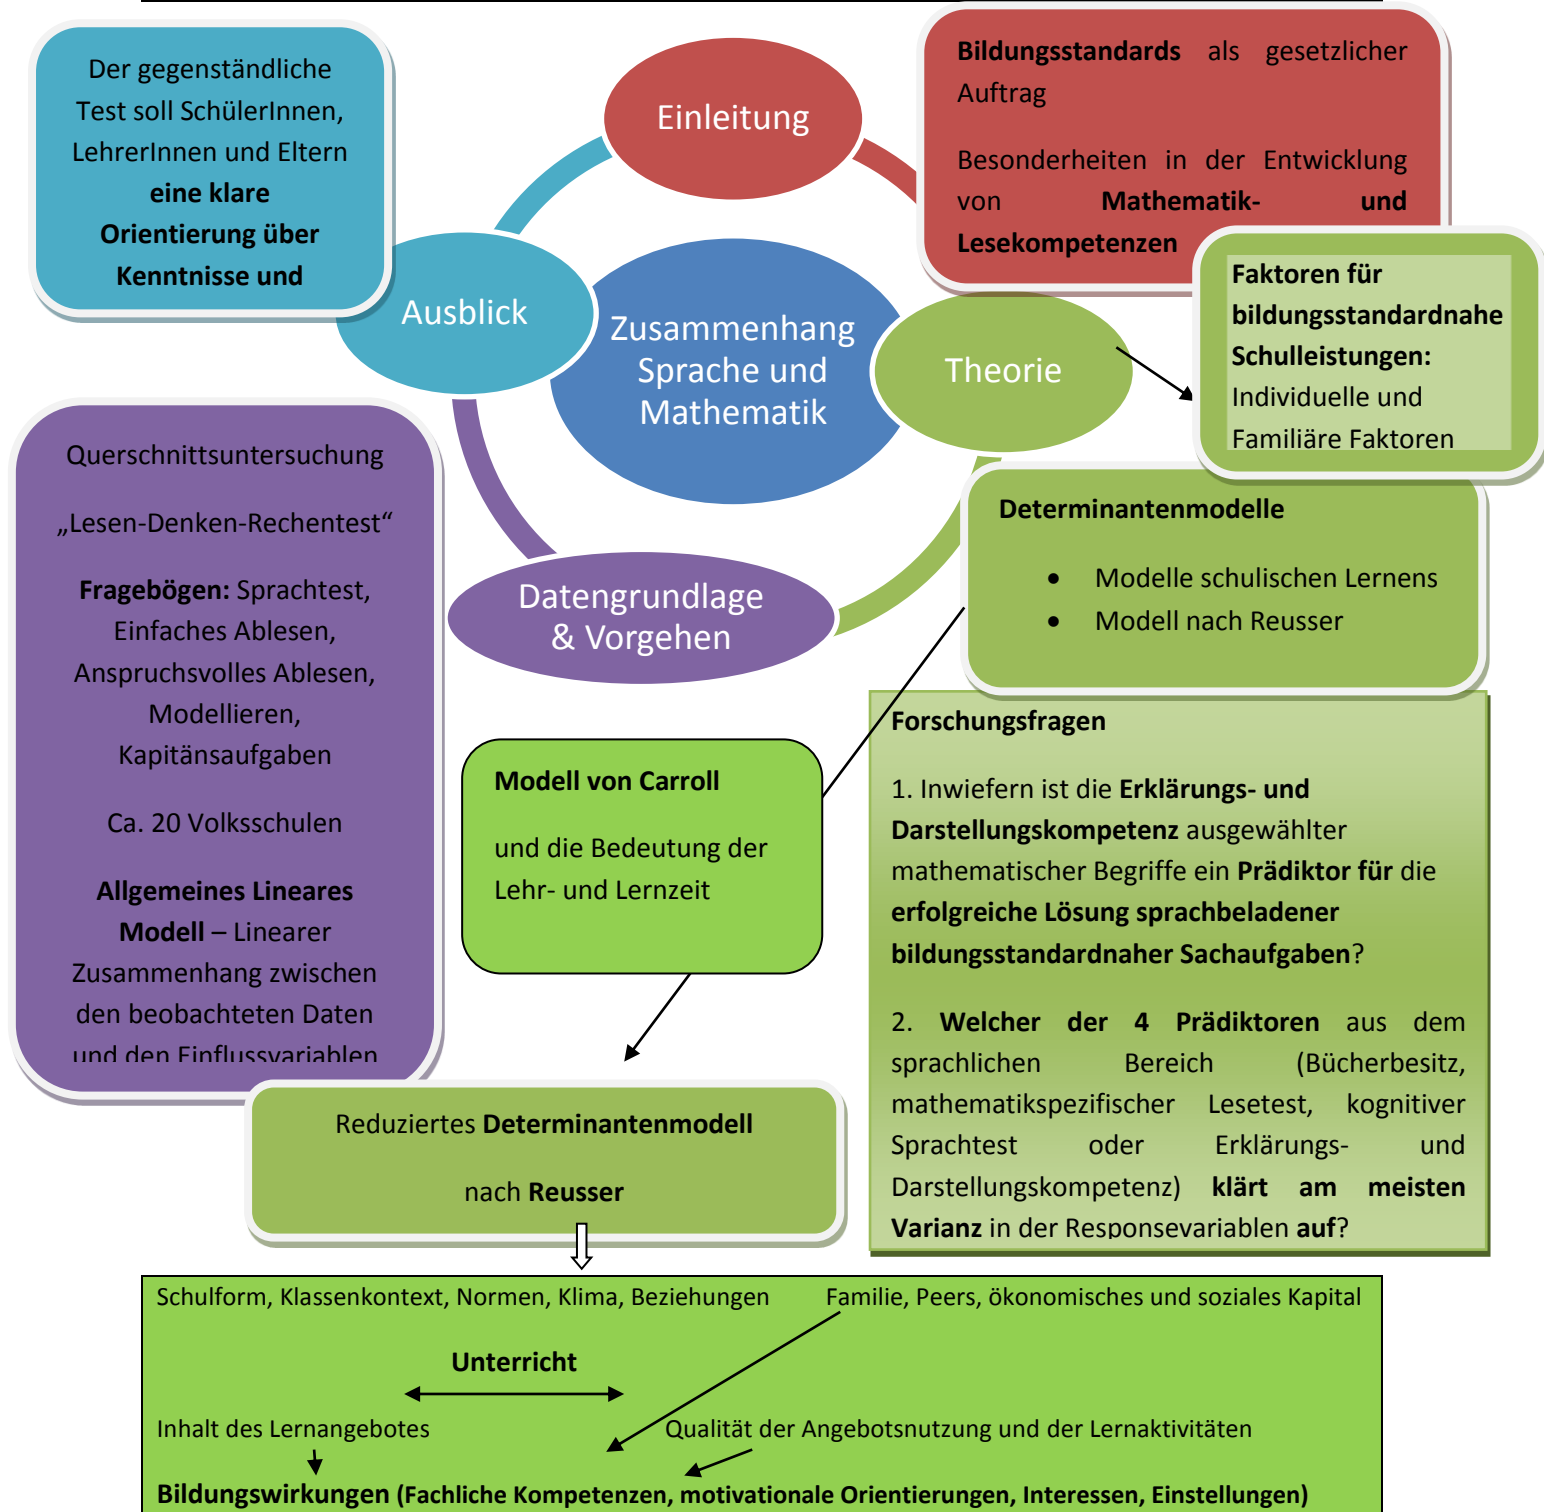 Der gegenständliche
Test soll SchülerInnen,
LehrerInnen und Eltern
eine klare
Orientierung über
Kenntnisse und
Einleitung
Bildungsstandards als gesetzlicher
Auftrag
Besonderheiten in der Entwicklung
von Mathematik- und
Lesekompetenzen
Ausblick
Zusammenhang
Sprache und
Mathematik
Theorie
Faktoren für
bildungsstandardnahe
Schulleistungen:
Individuelle und
Familiäre Faktoren
Querschnittsuntersuchung
„Lesen-Denken-Rechentest“
Fragebögen: Sprachtest,
Einfaches Ablesen,
Anspruchsvolles Ablesen,
Modellieren,
Kapitänsaufgaben
Ca. 20 Volksschulen
Allgemeines Lineares
Modell – Linearer
Zusammenhang zwischen
den beobachteten Daten
und den Einflussvariablen
Datengrundlage
& Vorgehen
Determinantenmodelle
• Modelle schulischen Lernens
• Modell nach Reusser
Modell von Carroll
und die Bedeutung der
Lehr- und Lernzeit
Forschungsfragen
1. Inwiefern ist die Erklärungs- und
Darstellungskompetenz ausgewählter
mathematischer Begriffe ein Prädiktor für die
erfolgreiche Lösung sprachbeladener
bildungsstandardnaher Sachaufgaben?
2. Welcher der 4 Prädiktoren aus dem
sprachlichen Bereich (Bücherbesitz,
mathematikspezifischer Lesetest, kognitiver
Sprachtest oder Erklärungs- und
Darstellungskompetenz) klärt am meisten
Varianz in der Responsevariablen auf?
Reduziertes Determinantenmodell
nach Reusser
Schulform, Klassenkontext, Normen, Klima, Beziehungen Familie, Peers, ökonomisches und soziales Kapital
Unterricht
Inhalt des Lernangebotes Qualität der Angebotsnutzung und der Lernaktivitäten
Bildungswirkungen (Fachliche Kompetenzen, motivationale Orientierungen, Interessen, Einstellungen)